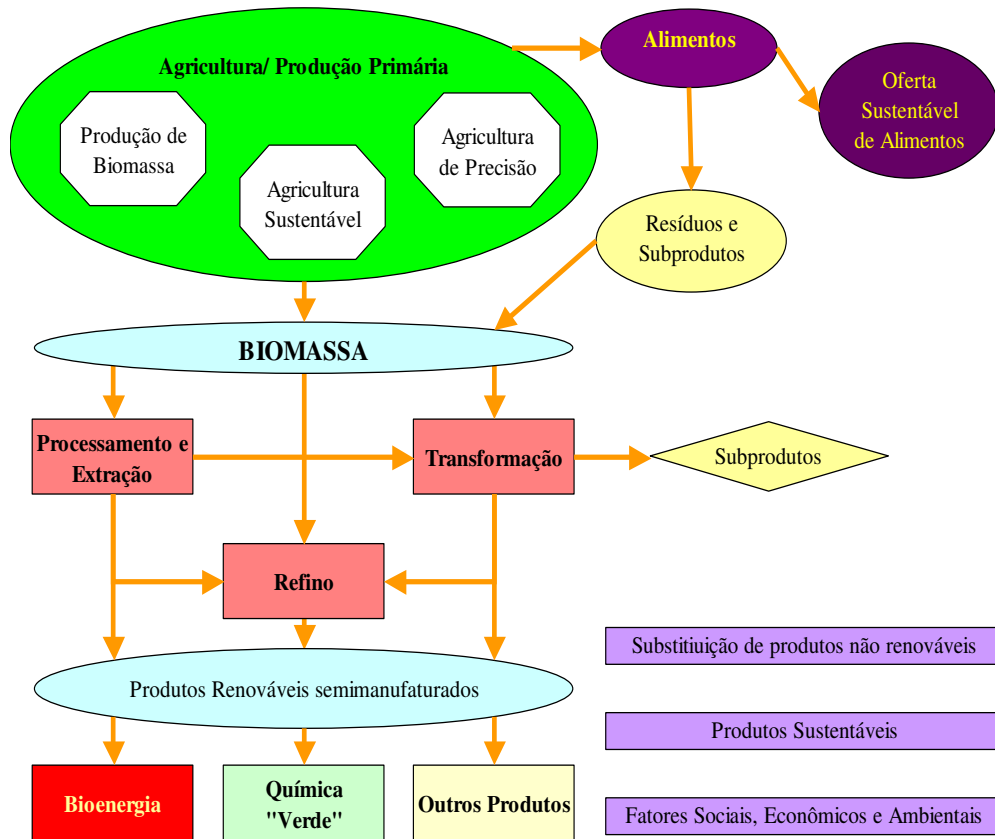 Agricultura/ Produção Primária
Produção de
Biomassa
Agricultura
Sustentável
Agricultura
de Precisão
Alimentos
Oferta
Sustentável
de Alimentos
Resíduos e
Subprodutos
BIOMASSA
Processamento e
Extração
Transformação
Subprodutos
Refino
Produtos Renováveis semimanufaturados
Bioenergia
Química
"Verde"
Outros Produtos
Substitiuição de produtos não renováveis
Produtos Sustentáveis
Fatores Sociais, Econômicos e Ambientais